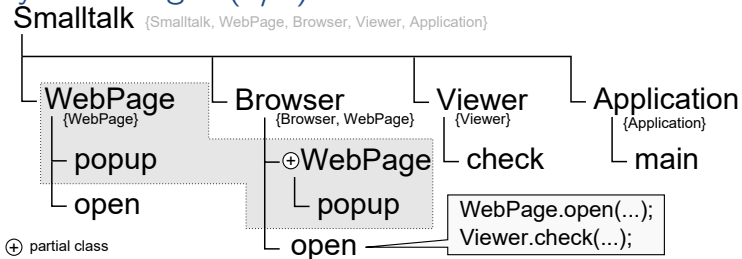 Smalltalk {Smalltalk, WebPage, Browser, Viewer, Application}
WebPage Browser Viewer Application
{WebPage} {Browser, WebPage} {Viewer} {Application}
popup +WebPage check main
open popup
WebPage.open(...);
Viewer.check(...);
+ partial class open